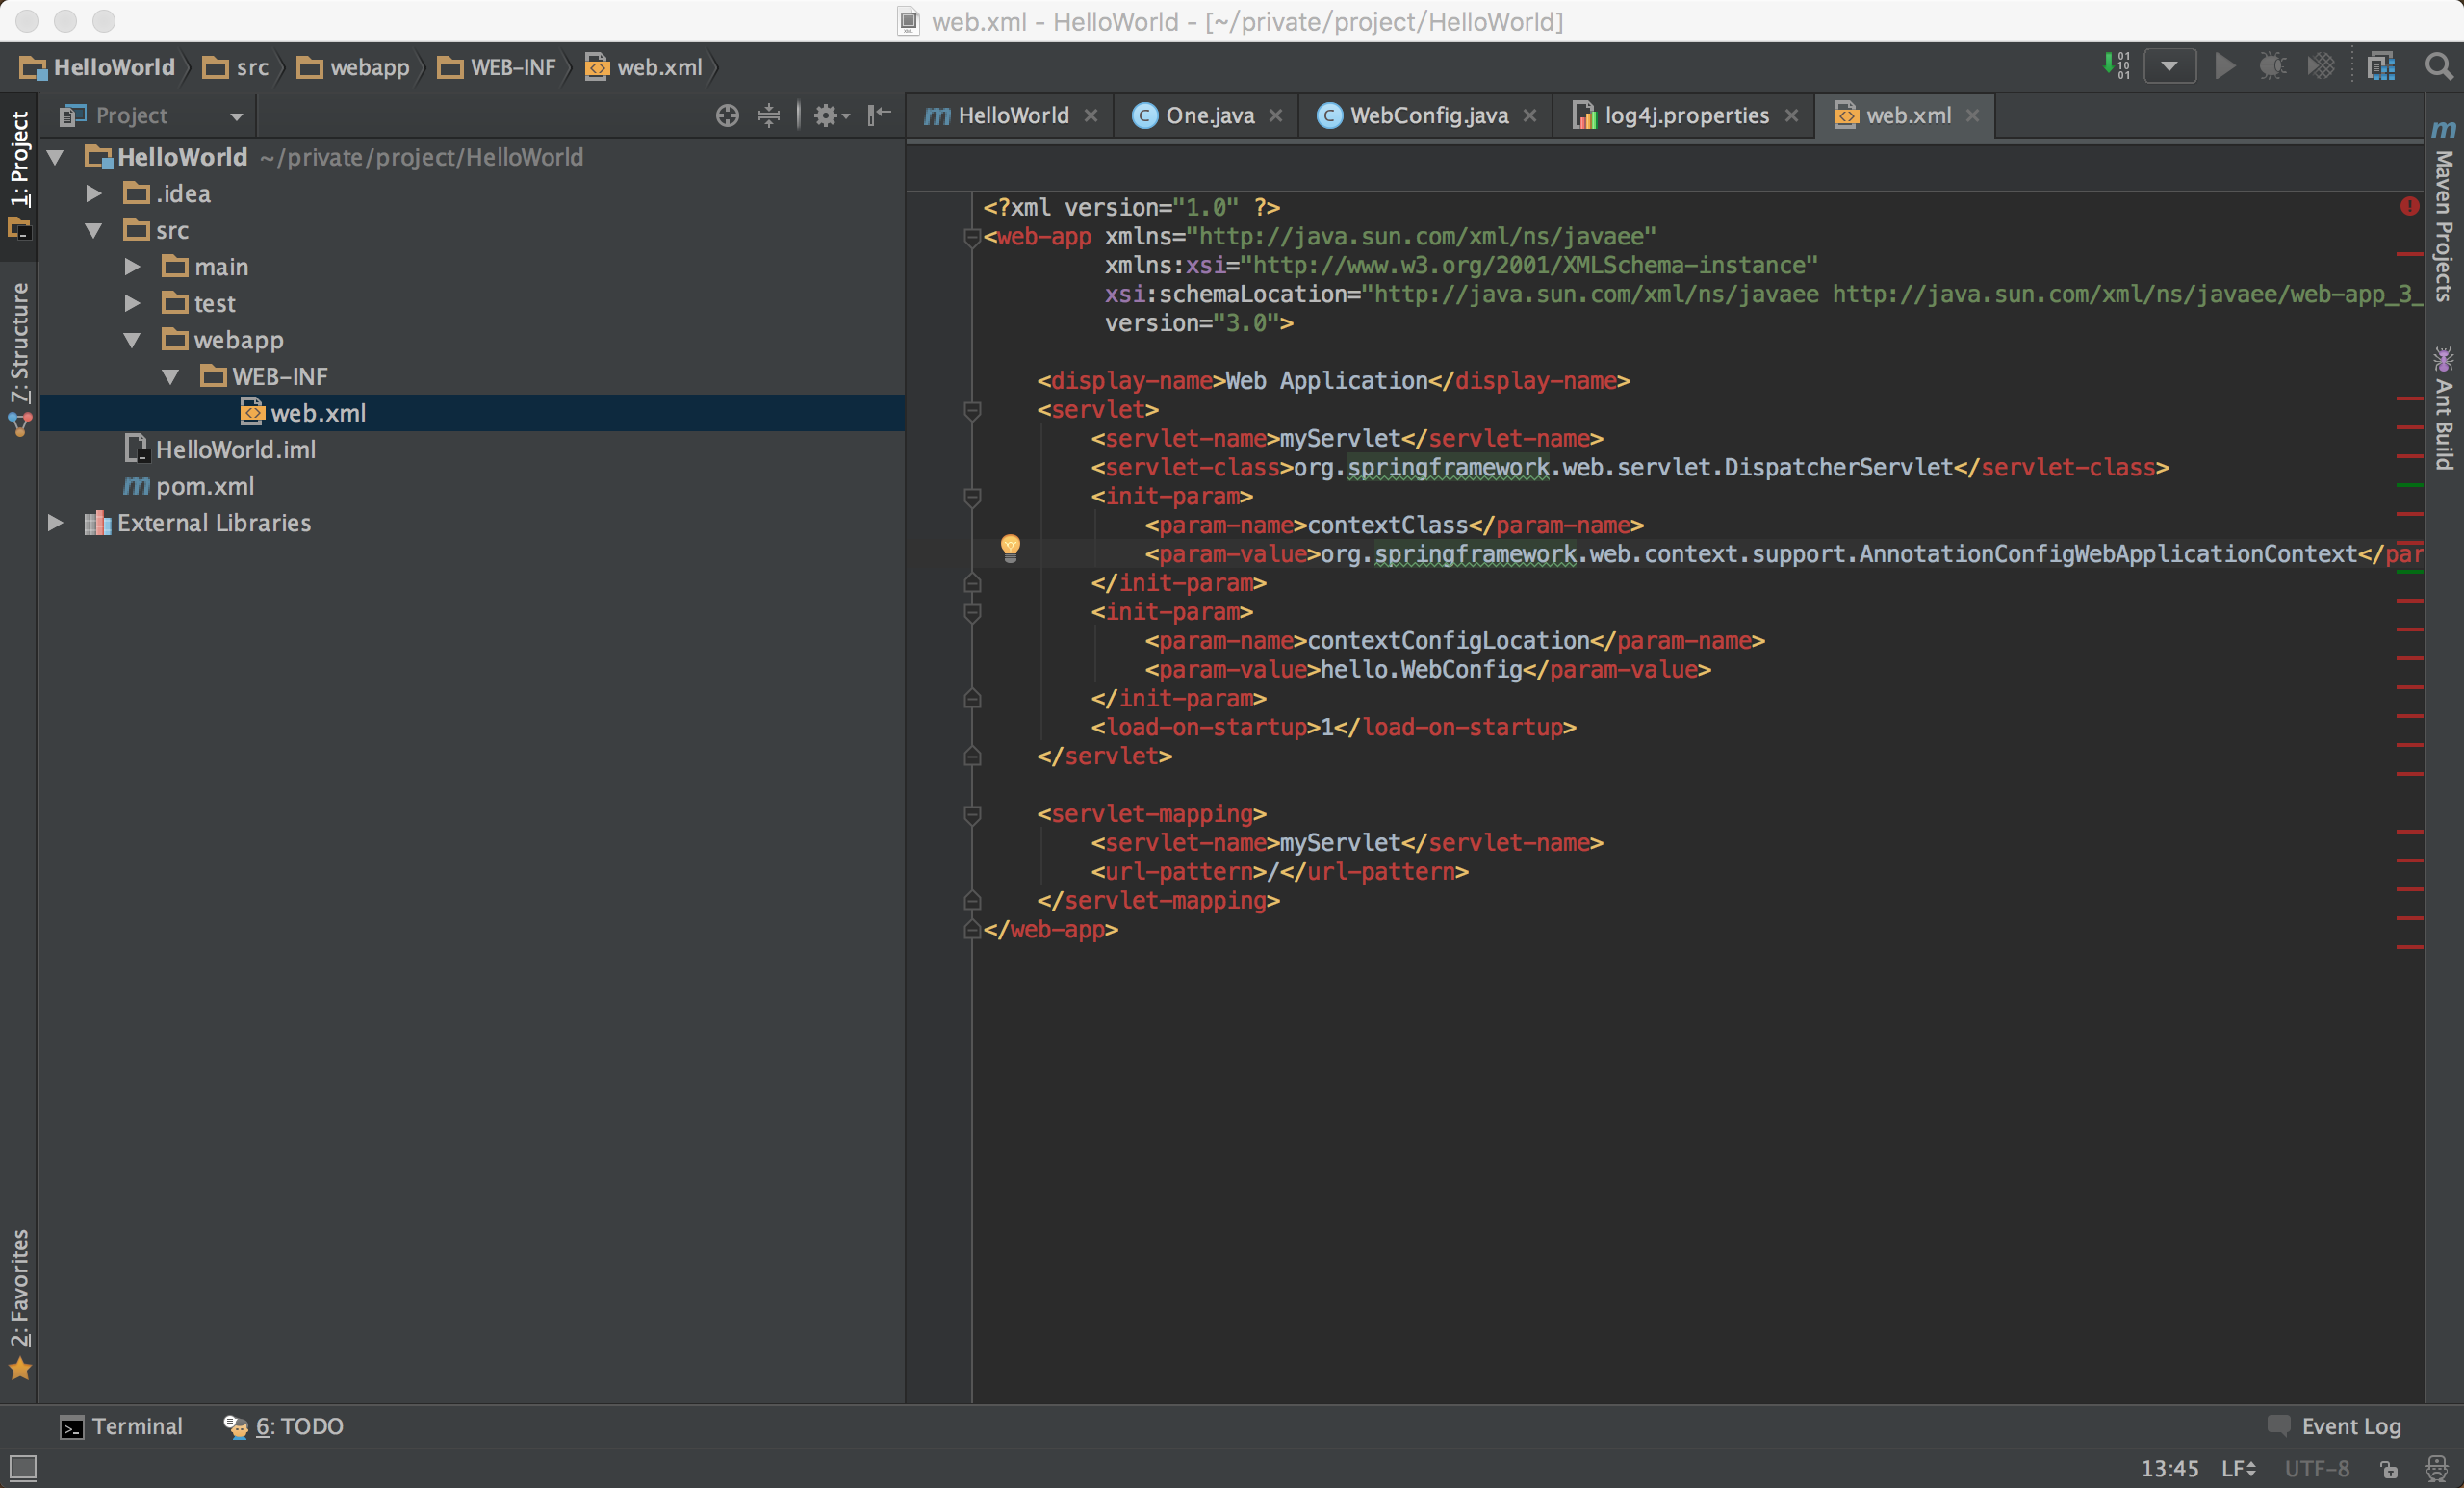 web.xml - HelloWorld - [~/private/project/HelloWorld]
HelloWorld src webapp WEB-INF web.xml
Project
HelloWorld One.java WebConfig.java log4j.properties web.xml
1: Project
7: Structure
2: Favorites
HelloWorld ~/private/project/HelloWorld
.idea
src
main
test
webapp
WEB-INF
web.xml
HelloWorld.iml
pom.xml
External Libraries
<?xml version="1.0" ?>
<web-app xmlns="http://java.sun.com/xml/ns/javaee"
xmlns:xsi="http://www.w3.org/2001/XMLSchema-instance"
xsi:schemaLocation="http://java.sun.com/xml/ns/javaee http://java.sun.com/xml/ns/javaee/web-app_3_
version="3.0">
<display-name>Web Application</display-name>
<servlet>
<servlet-name>myServlet</servlet-name>
<servlet-class>org.springframework.web.servlet.DispatcherServlet</servlet-class>
<init-param>
<param-name>contextClass</param-name>
<param-value>org.springframework.web.context.support.AnnotationConfigWebApplicationContext</par
</init-param>
<init-param>
<param-name>contextConfigLocation</param-name>
<param-value>hello.WebConfig</param-value>
</init-param>
<load-on-startup>1</load-on-startup>
</servlet>
<servlet-mapping>
<servlet-name>myServlet</servlet-name>
<url-pattern>/</url-pattern>
</servlet-mapping>
</web-app>
Maven Projects
Ant Build
Terminal 6: TODO Event Log
13:45 LF UTF-8